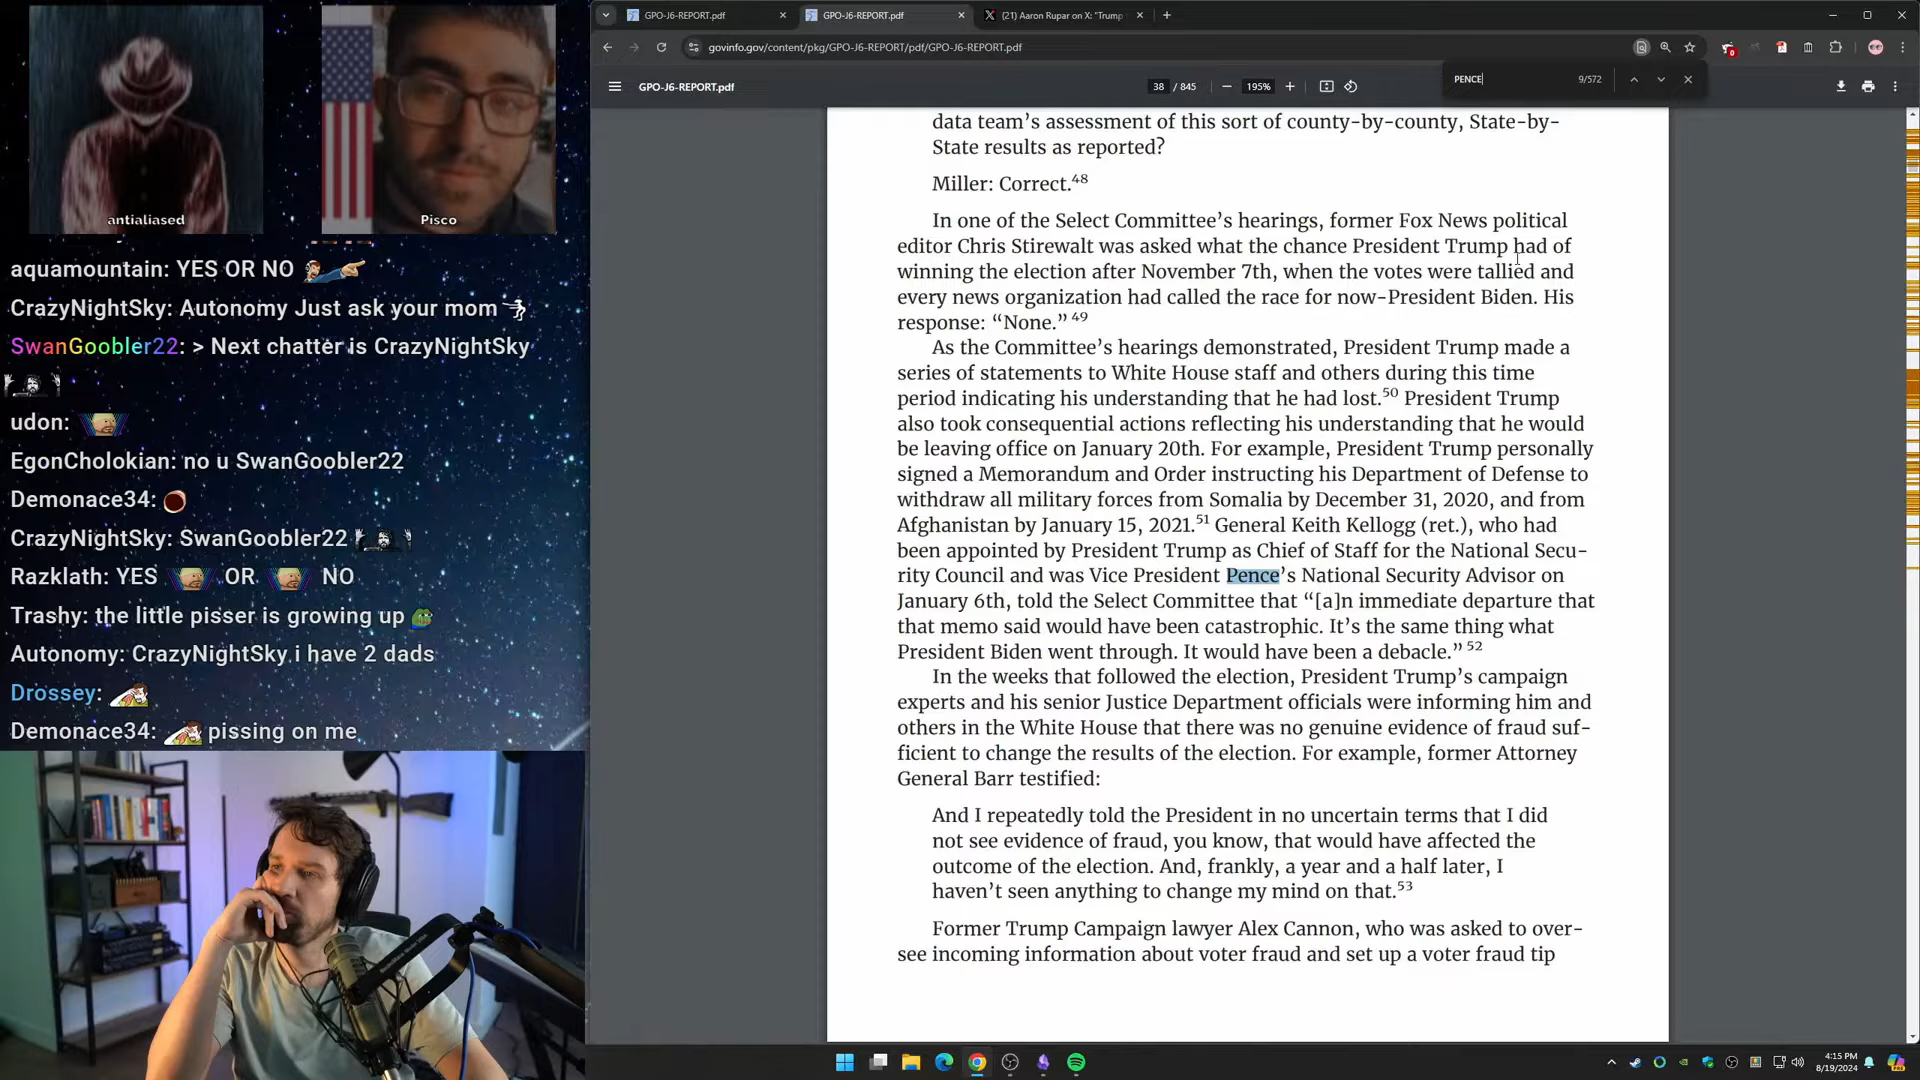 GPO-J6-REPORT.pdf
GPO-J6-REPORT.pdf
(21) Aaron Rupar on X: "Trump
govinfo.gov/content/pkg/GPO-J6-REPORT/pdf/GPO-J6-REPORT.pdf
0
PENCE
9/572
GPO-J6-REPORT.pdf
38 / 845
195%
antialiased
Pisco
aquamountain: YES OR NO
CrazyNightSky: Autonomy Just ask your mom
SwanGoobler22: > Next chatter is CrazyNightSky
udon:
EgonCholokian: no u SwanGoobler22
Demonace34:
CrazyNightSky: SwanGoobler22
Razklath: YES OR NO
Trashy: the little pisser is growing up
Autonomy: CrazyNightSky i have 2 dads
Drossey:
Demonace34: pissing on me
data team’s assessment of this sort of county-by-county, State-by-
State results as reported?
Miller: Correct.48
In one of the Select Committee’s hearings, former Fox News political
editor Chris Stirewalt was asked what the chance President Trump had of
winning the election after November 7th, when the votes were tallied and
every news organization had called the race for now-President Biden. His
response: “None.” 49
As the Committee’s hearings demonstrated, President Trump made a
series of statements to White House staff and others during this time
period indicating his understanding that he had lost.50 President Trump
also took consequential actions reflecting his understanding that he would
be leaving office on January 20th. For example, President Trump personally
signed a Memorandum and Order instructing his Department of Defense to
withdraw all military forces from Somalia by December 31, 2020, and from
Afghanistan by January 15, 2021.51 General Keith Kellogg (ret.), who had
been appointed by President Trump as Chief of Staff for the National Secu-
rity Council and was Vice President Pence’s National Security Advisor on
January 6th, told the Select Committee that “[a]n immediate departure that
that memo said would have been catastrophic. It’s the same thing what
President Biden went through. It would have been a debacle.” 52
In the weeks that followed the election, President Trump’s campaign
experts and his senior Justice Department officials were informing him and
others in the White House that there was no genuine evidence of fraud suf-
ficient to change the results of the election. For example, former Attorney
General Barr testified:
And I repeatedly told the President in no uncertain terms that I did
not see evidence of fraud, you know, that would have affected the
outcome of the election. And, frankly, a year and a half later, I
haven’t seen anything to change my mind on that.53
Former Trump Campaign lawyer Alex Cannon, who was asked to over-
see incoming information about voter fraud and set up a voter fraud tip
4:15 PM
8/19/2024